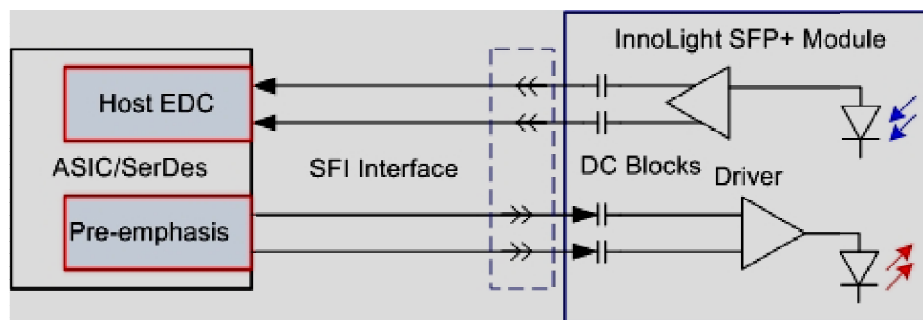 InnoLight SFP+ Module
Host EDC
ASIC/SerDes
SFI Interface
DC Blocks
Driver
Pre-emphasis